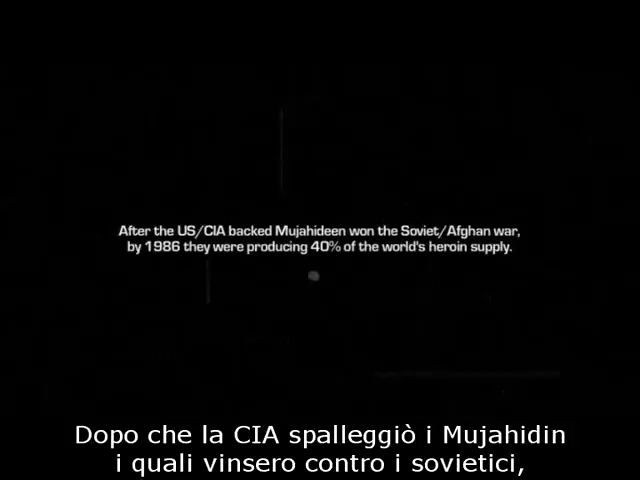 After the US/CIA backed Mujahideen won the Soviet/Afghan war,
by 1986 they were producing 40% of the world's heroin supply.
Dopo che la CIA spalleggiò i Mujahidin
i quali vinsero contro i sovietici,